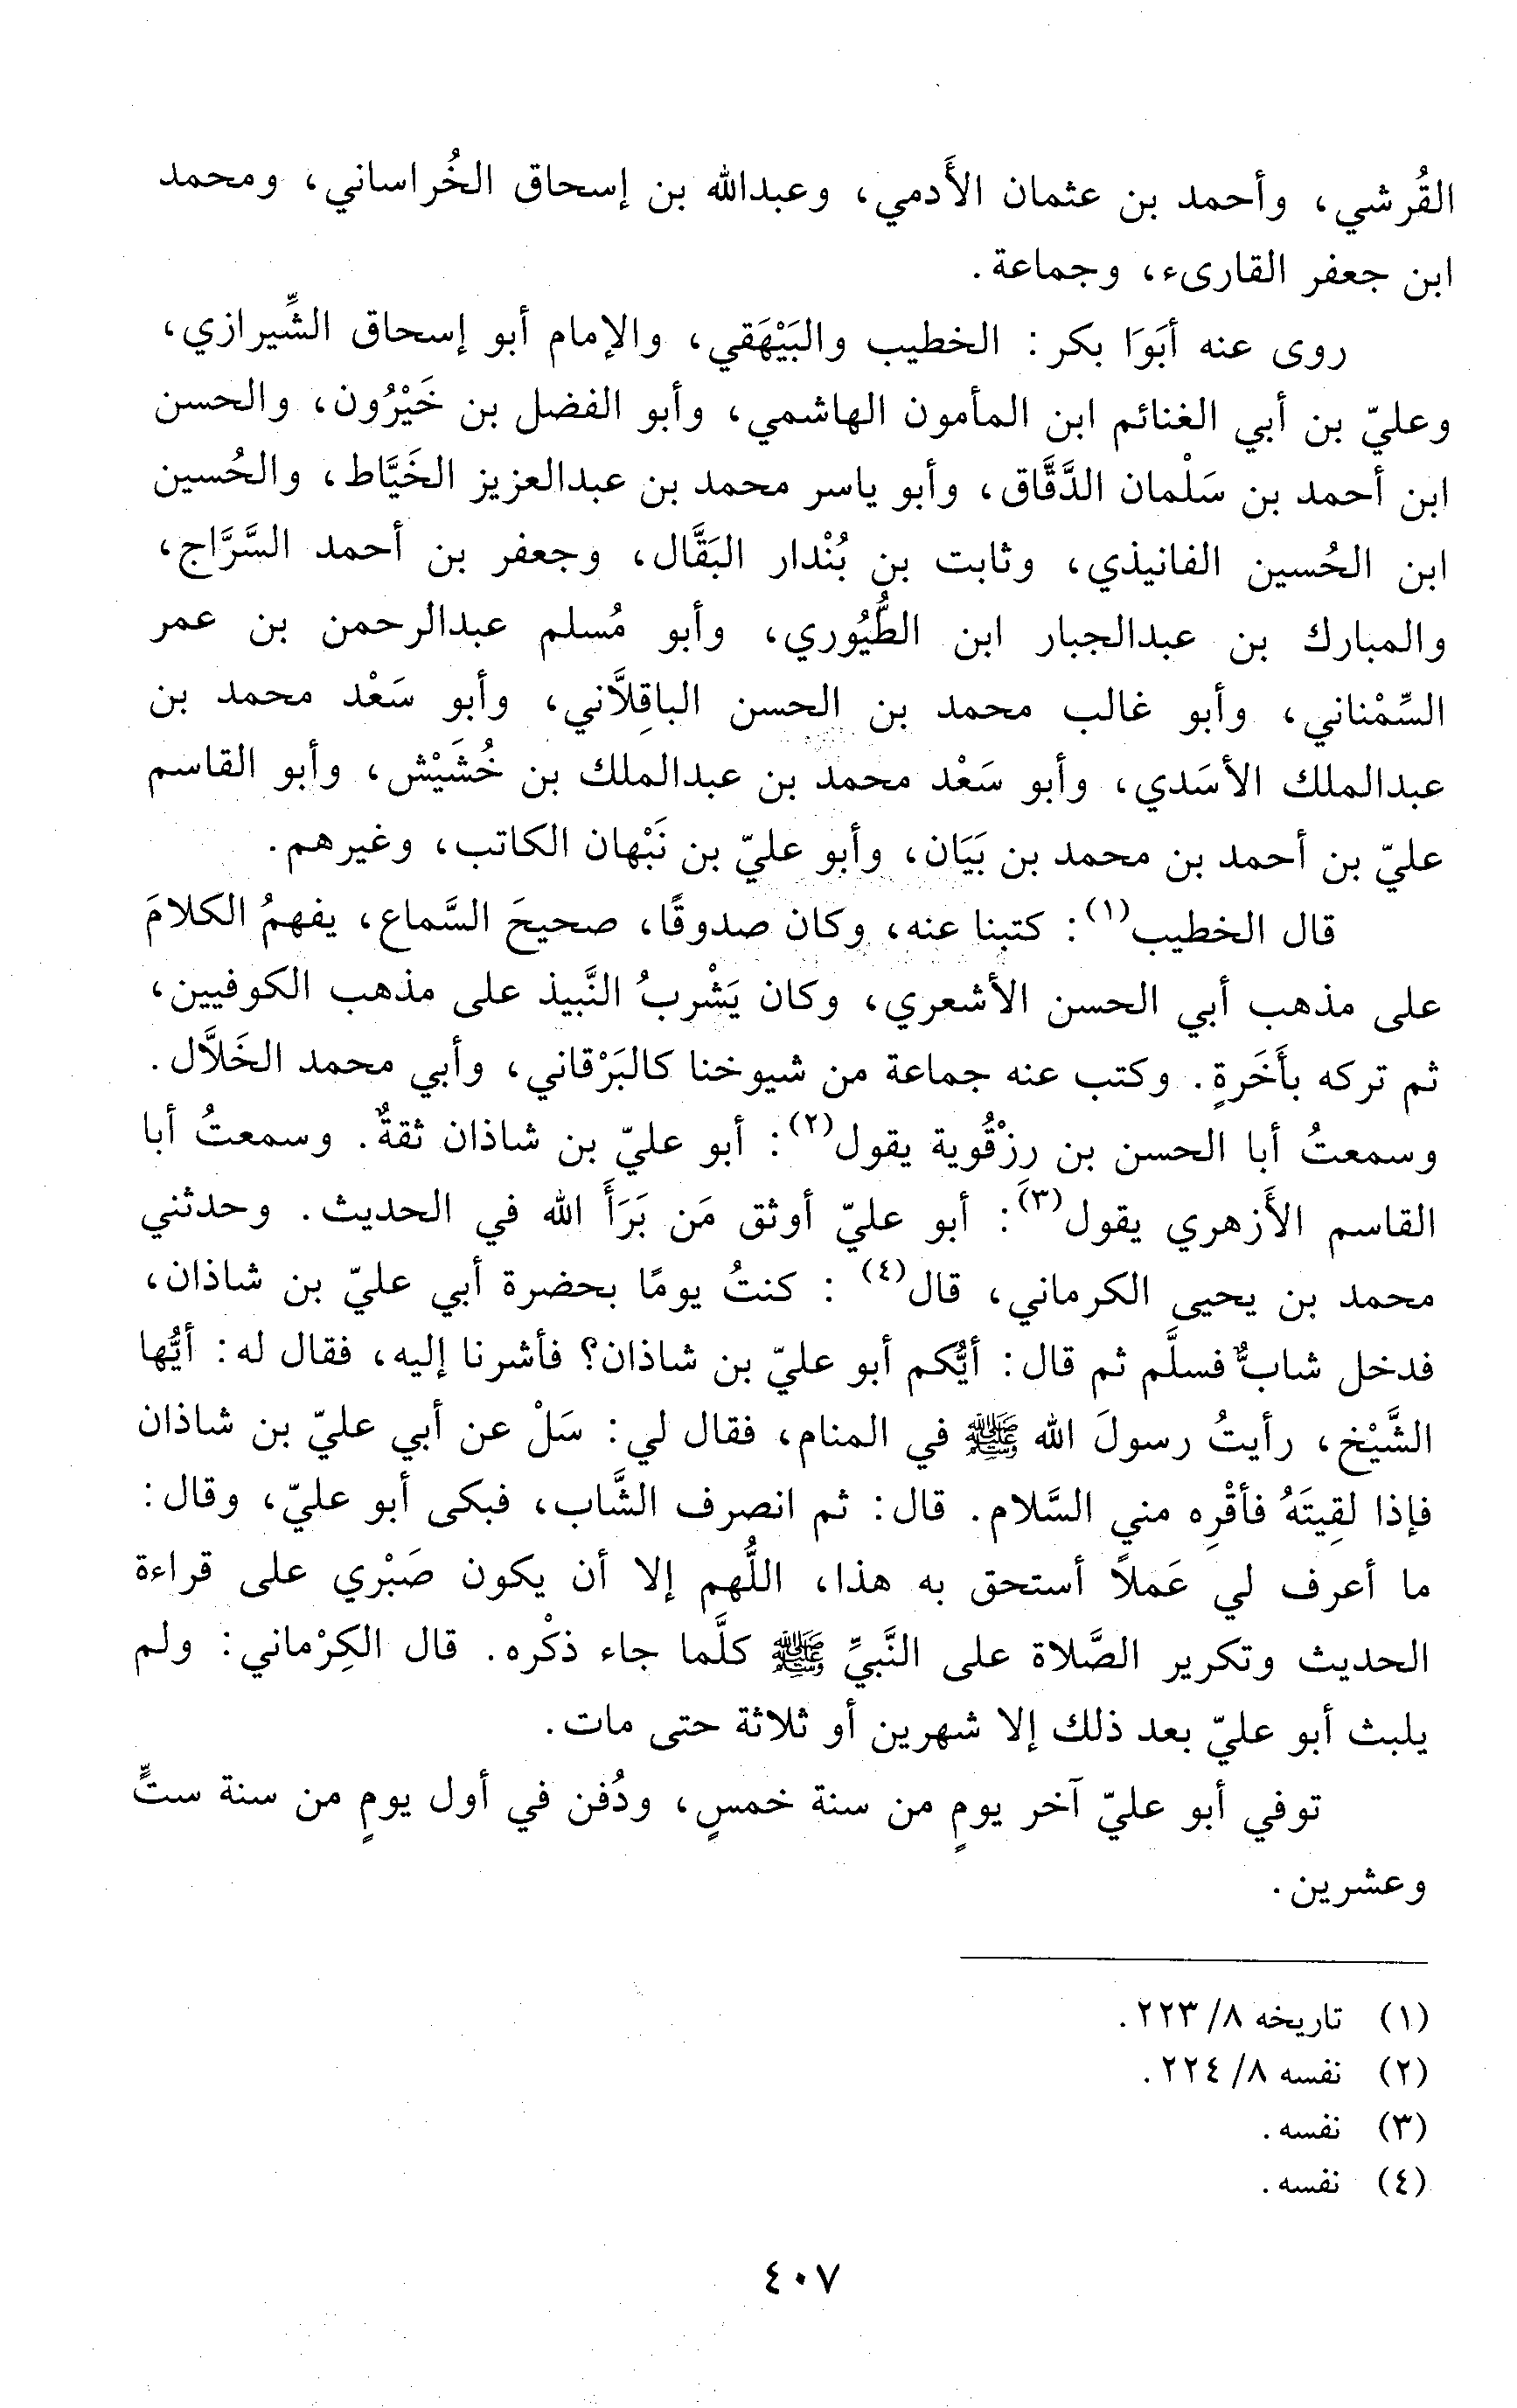 القُرشي، وأحمد بن عثمان الأَدمي، وعبدالله بن إسحاق الخُراساني، ومحمد
ابن جعفر القارىء، وجماعة.
روى عنه أبَوَا بكر: الخطيب والبَيْهَقي، والإمام أبو إسحاق الشِّيرازي،
وعليّ بن أبي الغنائم ابن المأمون الهاشمي، وأبو الفضل بن خَيْرُون، والحسن
ابن أحمد بن سَلْمان الدَّقَّاق، وأبو ياسر محمد بن عبدالعزيز الخَيَّاط، والحُسين
ابن الحُسين الفانيذي، وثابت بن بُنْدار البَقَّال، وجعفر بن أحمد السَّرَّاج،
والمبارك بن عبدالجبار ابن الطُّيُوري، وأبو مُسلم عبدالرحمن بن عمر
السِّمْناني، وأبو غالب محمد بن الحسن الباقِلاَّني، وأبو سَعْد محمد بن
عبدالملك الأسَدي، وأبو سَعْد محمد بن عبدالملك بن خُشَيْش، وأبو القاسم
عليّ بن أحمد بن محمد بن بَيَان، وأبو عليّ بن نَبْهان الكاتب، وغيرهم.
قال الخطيب(١): كتبنا عنه، وكان صدوقًا، صحيحَ السَّماع، يفهمُ الكلامَ
على مذهب أبي الحسن الأشعري، وكان يَشْربُ النَّبيذ على مذهب الكوفيين،
ثم تركه بأَخَرةٍ. وكتب عنه جماعة من شيوخنا كالبَرْقاني، وأبي محمد الخَلاَّل.
وسمعتُ أبا الحسن بن رزْقُوية يقول(٢): أبو عليّ بن شاذان ثقةٌ. وسمعتُ أبا
القاسم الأَزهري يقول(٣): أبو عليّ أوثق مَن بَرَأَ الله في الحديث. وحدثني
محمد بن يحيى الكرماني، قال(٤) : كنتُ يومًا بحضرة أبي عليّ بن شاذان،
فدخل شابٌّ فسلَّم ثم قال: أيُّكم أبو عليّ بن شاذان؟ فأشرنا إليه، فقال له: أيُّها
الشَّيْخ، رأيتُ رسولَ الله ﷺ في المنام، فقال لي: سَلْ عن أبي عليّ بن شاذان
فإذا لقِيتَهُ فأقْرِه مني السَّلام. قال: ثم انصرف الشَّاب، فبكى أبو عليّ، وقال:
ما أعرف لي عَملاً أستحق به هذا، اللُّهم إلا أن يكون صَبْري على قراءة
الحديث وتكرير الصَّلاة على النَّبيِّ ﷺ كلَّما جاء ذكْره. قال الكِرْماني: ولم
يلبث أبو عليّ بعد ذلك إلا شهرين أو ثلاثة حتى مات.
توفي أبو عليّ آخر يومٍ من سنة خمسٍ، ودُفن في أول يومٍ من سنة ستٍّ
وعشرين.
(١) تاريخه ٨/ ٢٢٣.
(٢) نفسه ٨/ ٢٢٤.
(٣) نفسه.
(٤) نفسه.
٤٠٧